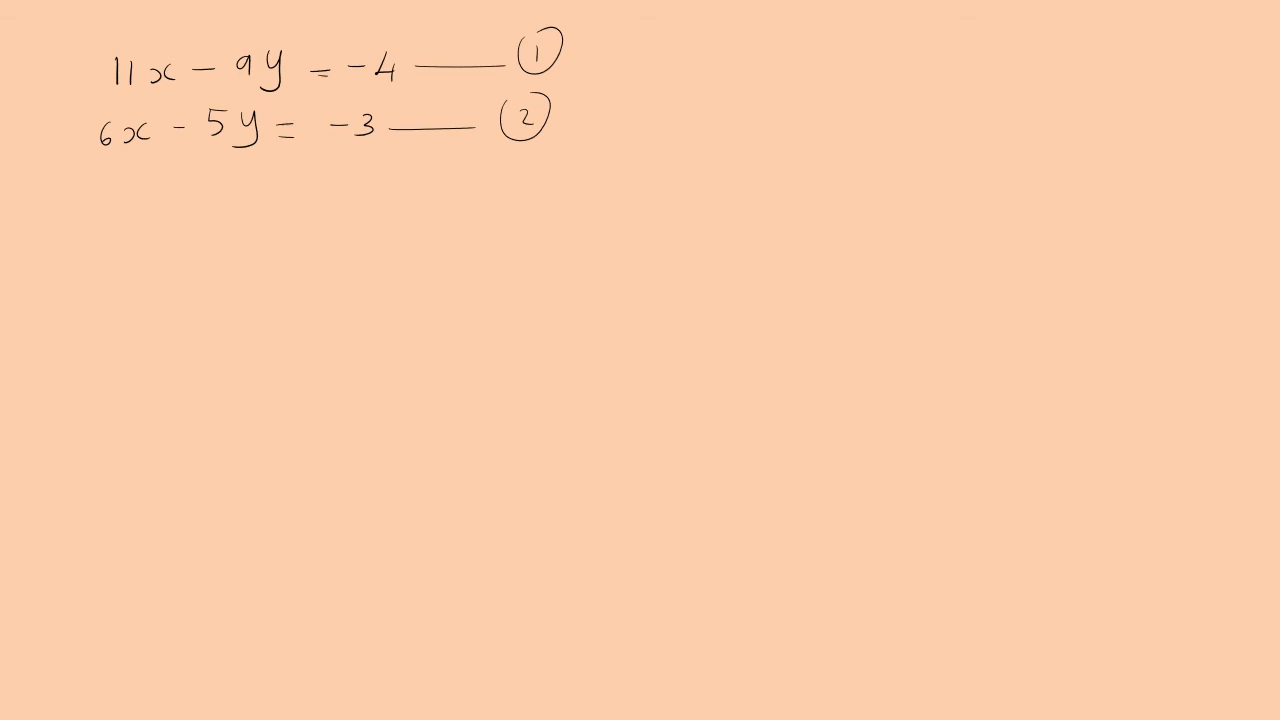 11x - 9y = -4 —— ①
6x - 5y = -3 —— ②